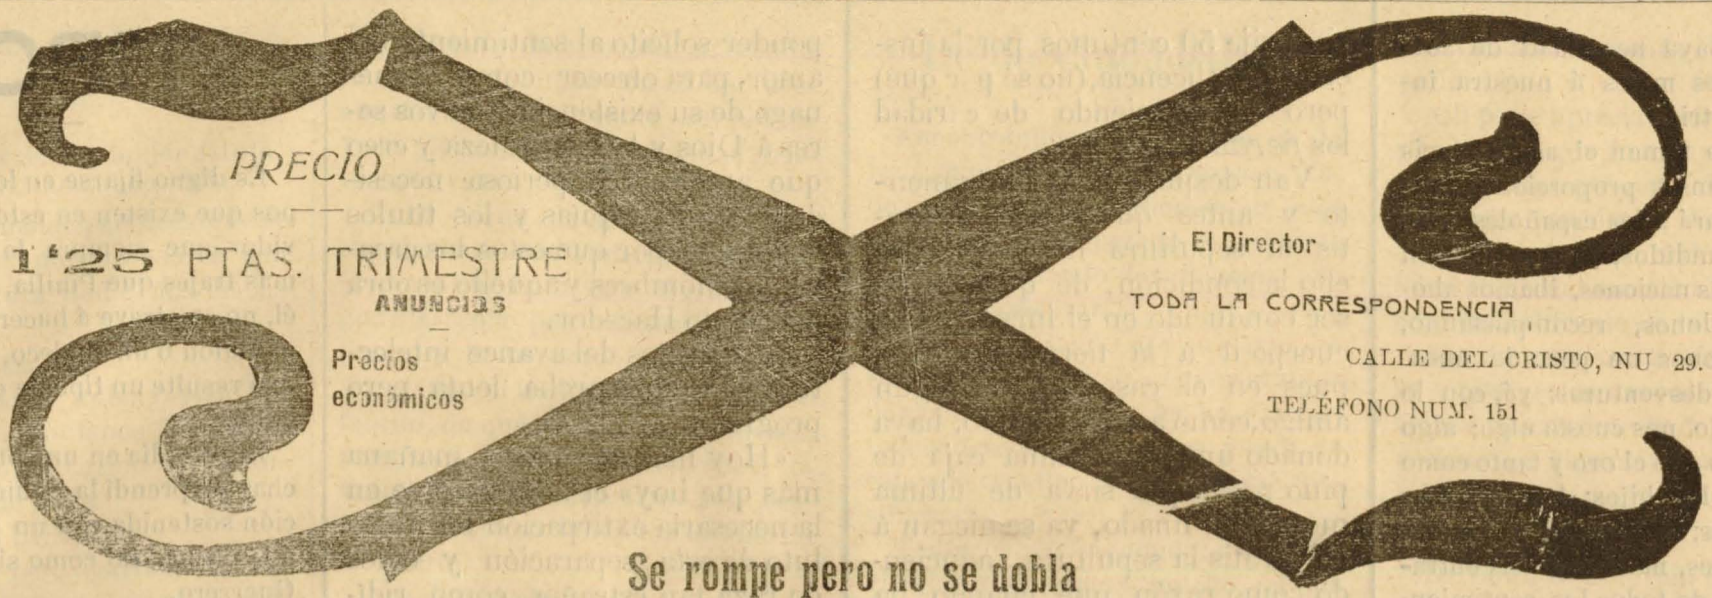 PRECIO
1'25 PTAS. TRIMESTRE
ANUNCIOS
Precios
económicos
El Director
TODA LA CORRESPONDENCIA
CALLE DEL CRISTO, NU 29.
TELÉFONO NUM. 151
Se rompe pero no se dobla